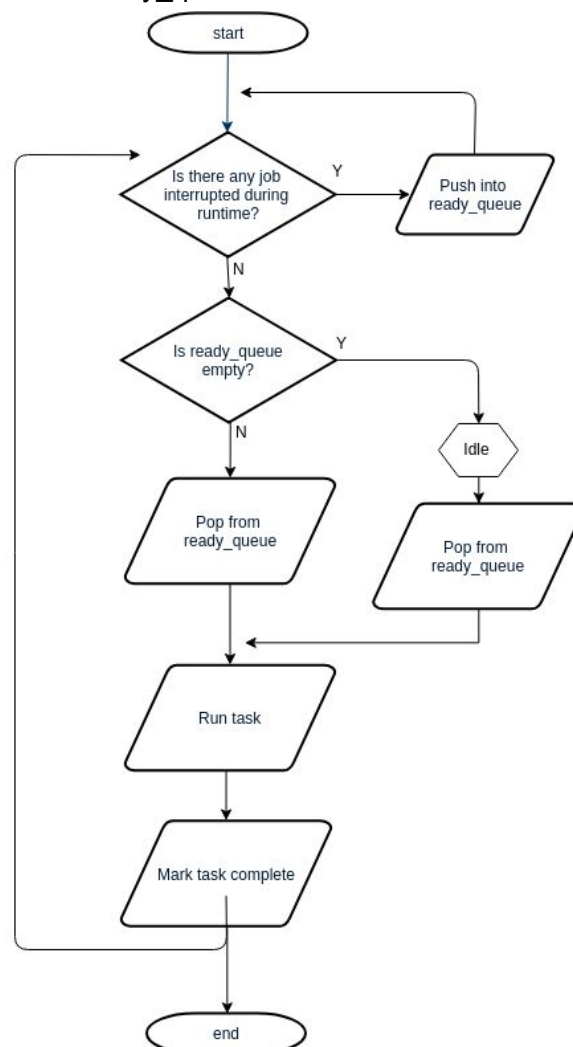 start
Is there any job
interrupted during
runtime?
Y
Push into
ready_queue
N
Is ready_queue
empty?
Y
N
Idle
Pop from
ready_queue
Pop from
ready_queue
Run task
Mark task complete
end